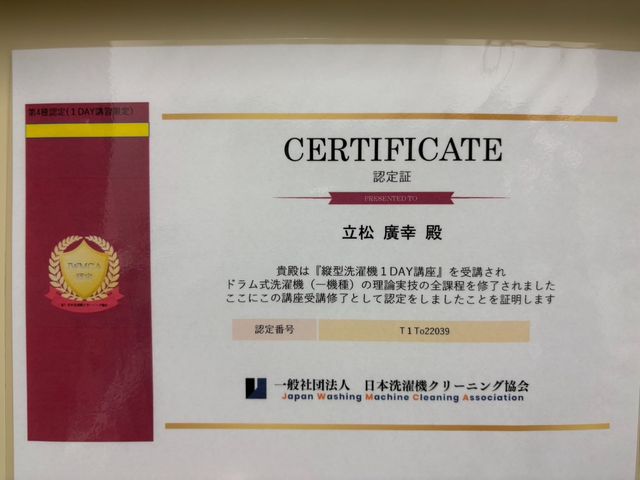 第4種認定(1DAY講習限定)
CERTIFICATE
認定証
PRESENTED TO
立松 廣幸 殿
貴殿は『縦型洗濯機1DAY講座』を受講され
ドラム式洗濯機（一機種）の理論実技の全課程を修了されました
ここにこの講座受講修了として認定をしましたことを証明します
JWMCA
認定
認定番号 T1To22039
一般社団法人 日本洗濯機クリーニング協会
Japan Washing Machine Cleaning Association